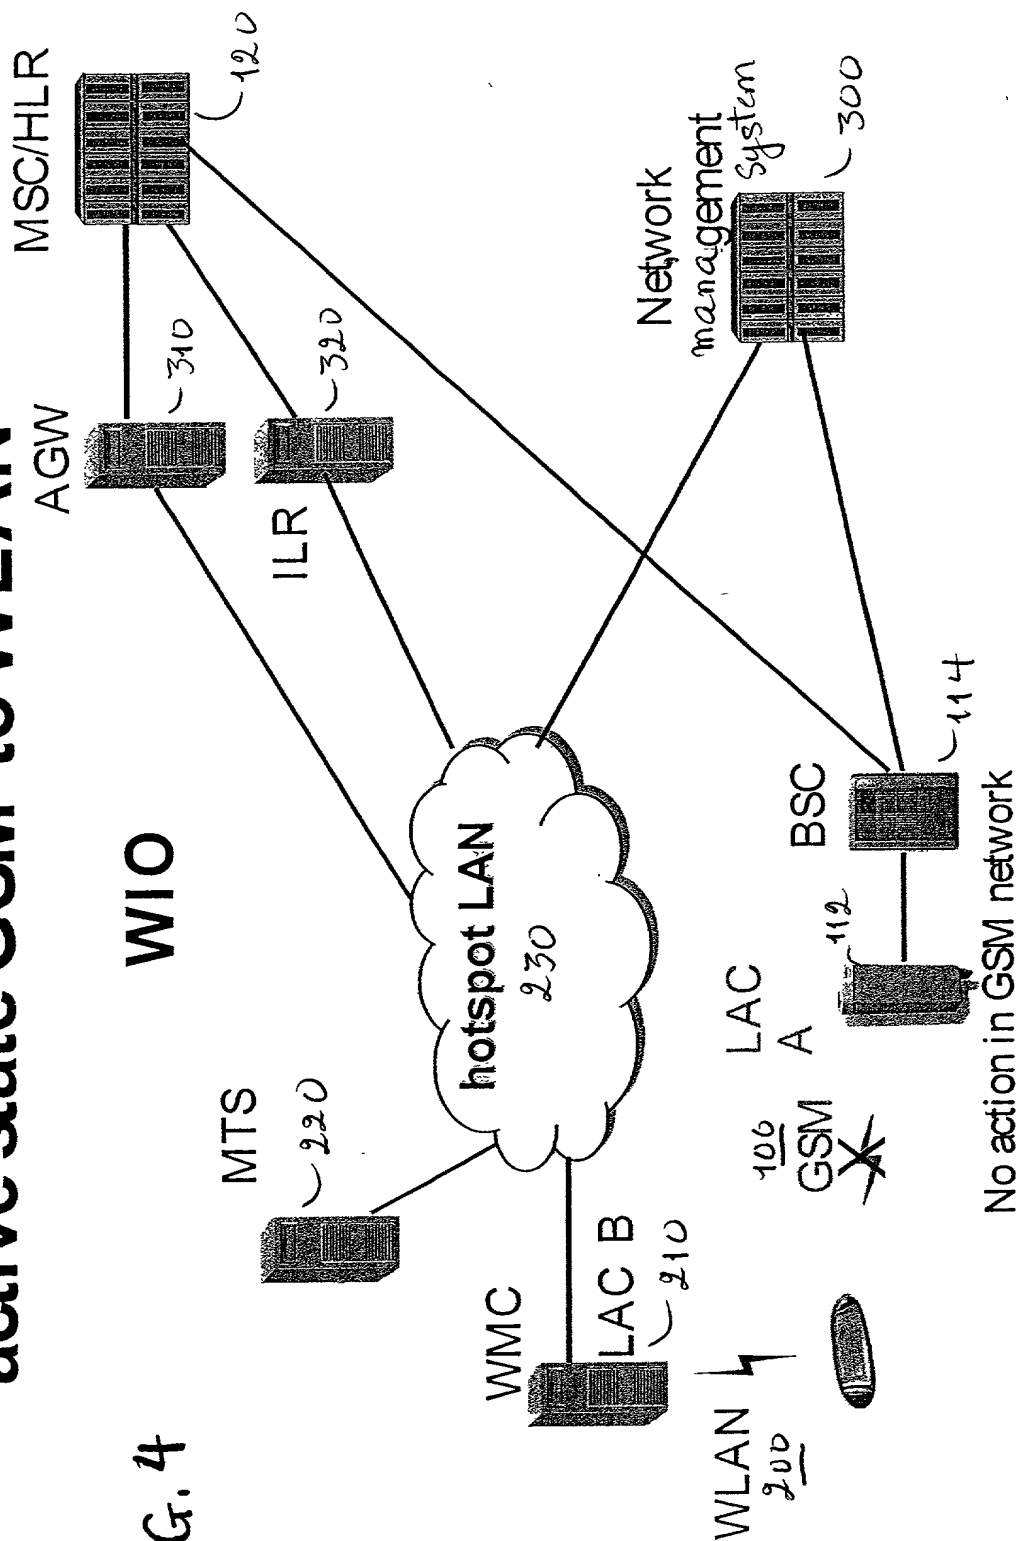 active state GSM to WLAN
G. 4
WIO
MSC/HLR
120
AGW
310
ILR
320
MTS
220
hotspot LAN
230
Network
management
System
300
WMC
LAC B
210
WLAN
200
106
GSM
LAC
A
112
BSC
114
No action in GSM network